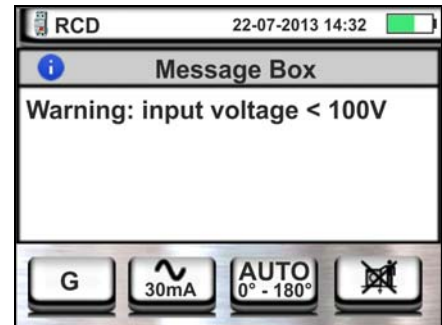 RCD 22-07-2013 14:32
Message Box
Warning: input voltage < 100V
G
30mA
AUTO
0° - 180°